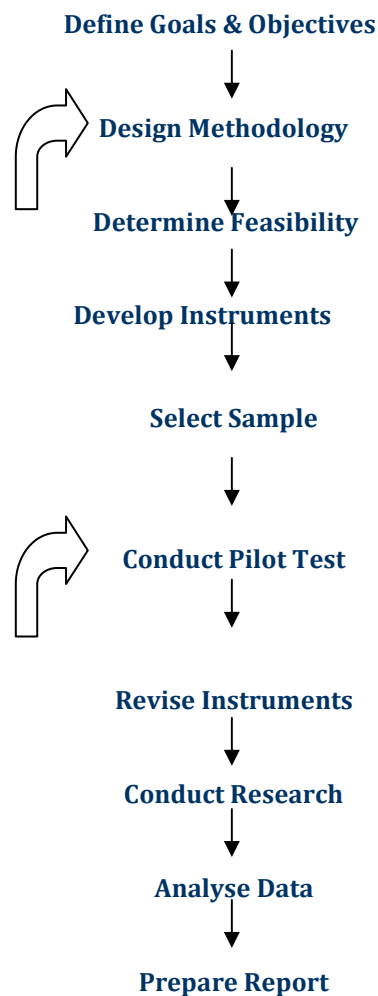 Define Goals & Objectives
Design Methodology
Determine Feasibility
Develop Instruments
Select Sample
Conduct Pilot Test
Revise Instruments
Conduct Research
Analyse Data
Prepare Report